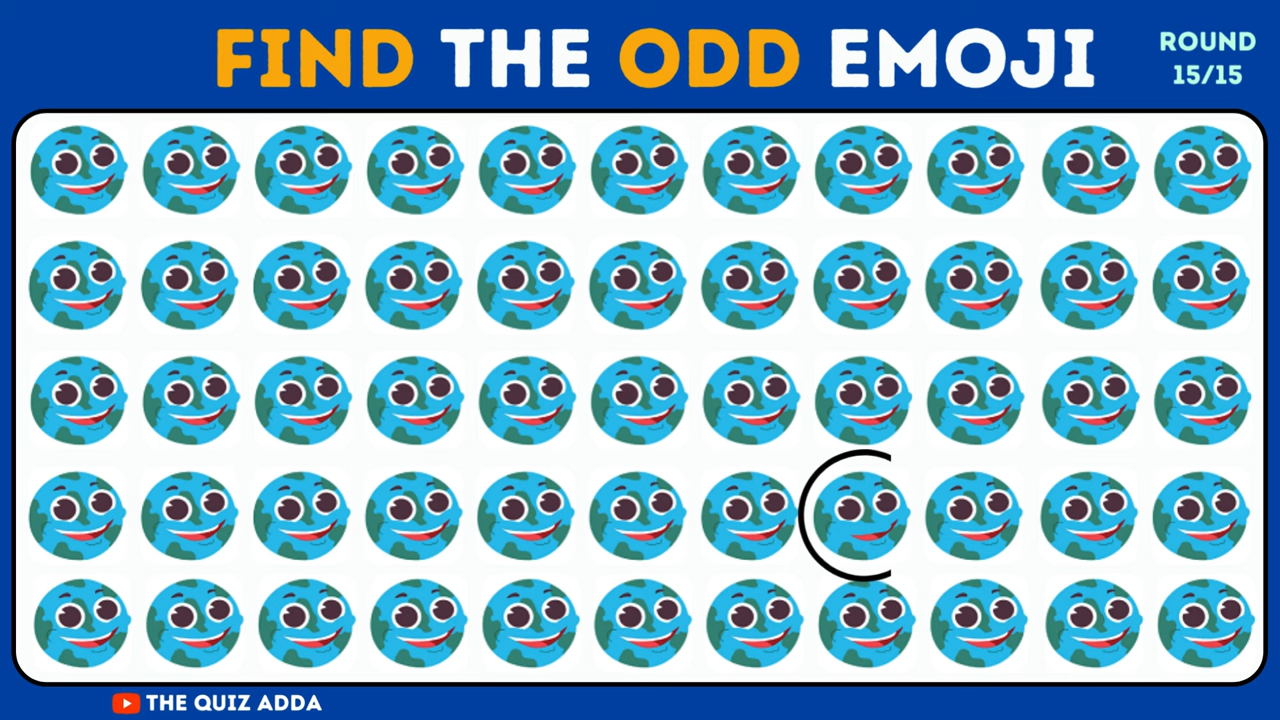 FIND THE ODD EMOJI
ROUND
15/15
THE QUIZ ADDA